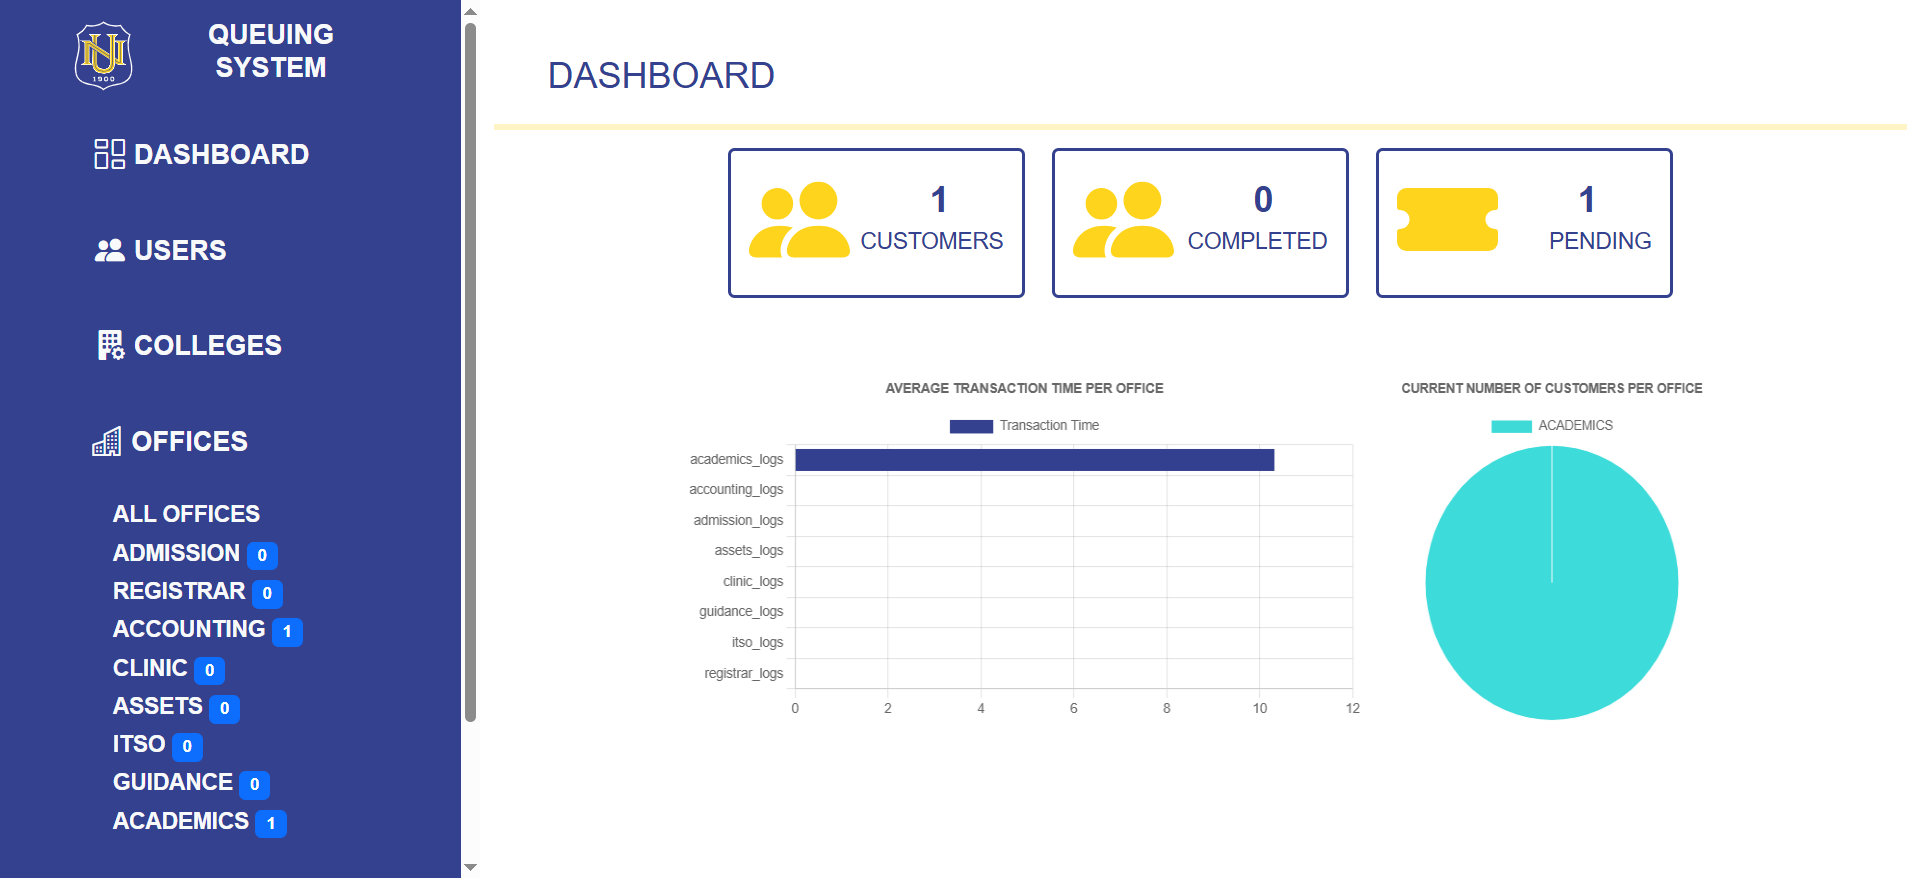 QUEUING
SYSTEM
1900
DASHBOARD
USERS
COLLEGES
OFFICES
ALL OFFICES
ADMISSION 0
REGISTRAR 0
ACCOUNTING 1
CLINIC 0
ASSETS 0
ITSO 0
GUIDANCE 0
ACADEMICS 1
DASHBOARD
1
CUSTOMERS
0
COMPLETED
1
PENDING
AVERAGE TRANSACTION TIME PER OFFICE
Transaction Time
academics_logs
accounting_logs
admission_logs
assets_logs
clinic_logs
guidance_logs
itso_logs
registrar_logs
0 2 4 6 8 10 12
CURRENT NUMBER OF CUSTOMERS PER OFFICE
ACADEMICS